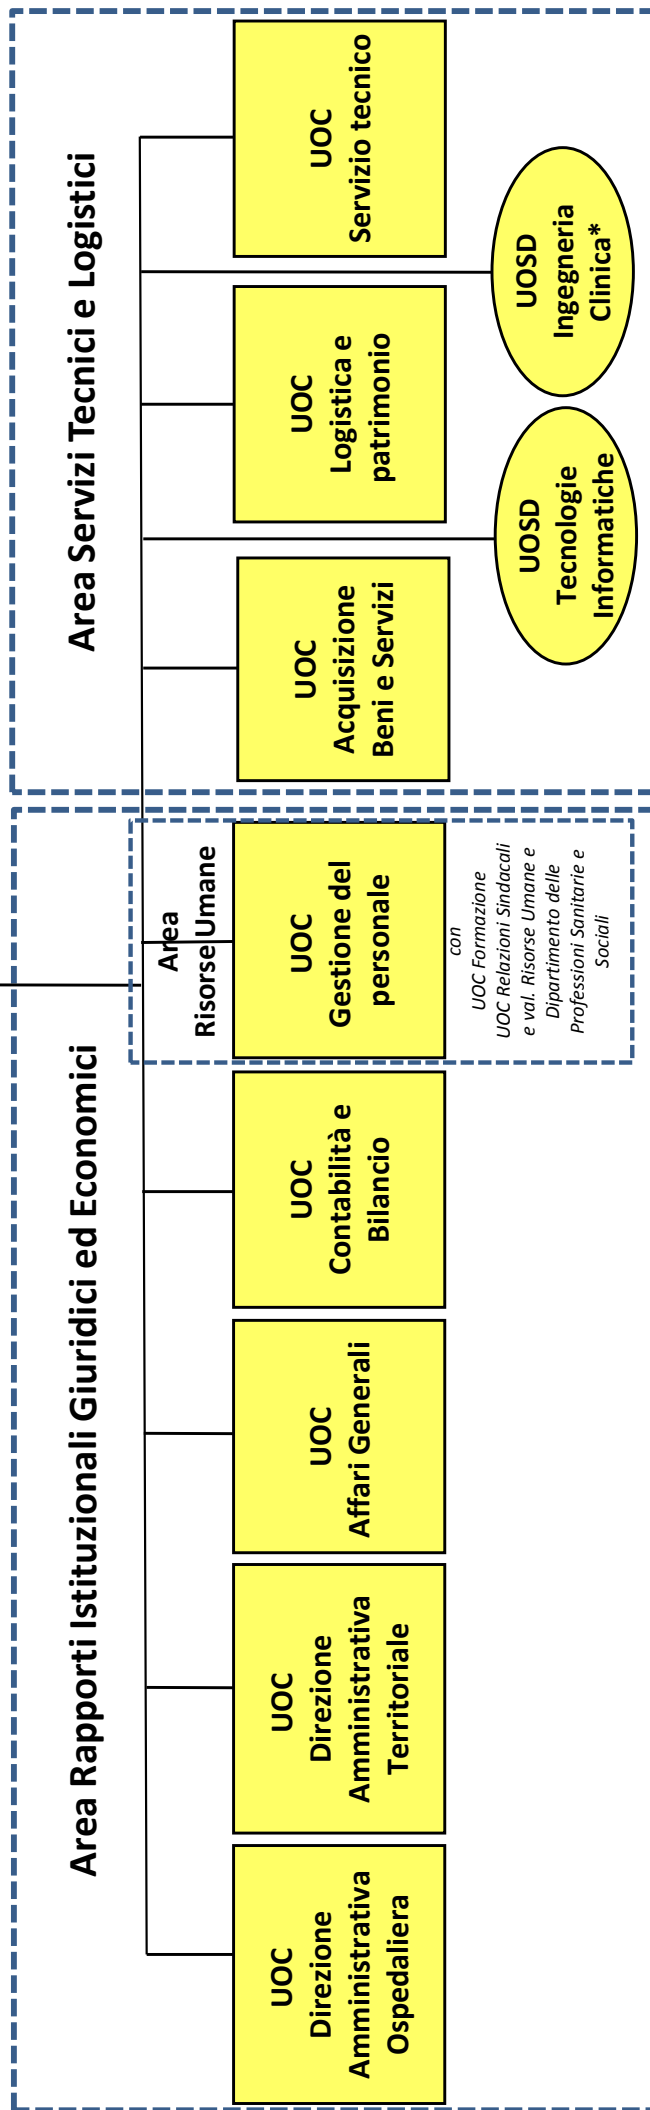 Area Rapporti Istituzionali Giuridici ed Economici
Area Servizi Tecnici e Logistici
UOC
Direzione
Amministrativa
Ospedaliera
UOC
Direzione
Amministrativa
Territoriale
UOC
Affari Generali
UOC
Contabilità e
Bilancio
Area
Risorse Umane
UOC
Gestione del
personale
con
UOC Formazione
UOC Relazioni Sindacali
e val. Risorse Umane e
Dipartimento delle
Professioni Sanitarie e
Sociali
UOC
Acquisizione
Beni e Servizi
UOC
Logistica e
patrimonio
UOC
Servizio tecnico
UOSD
Tecnologie
Informatiche
UOSD
Ingegneria
Clinica*